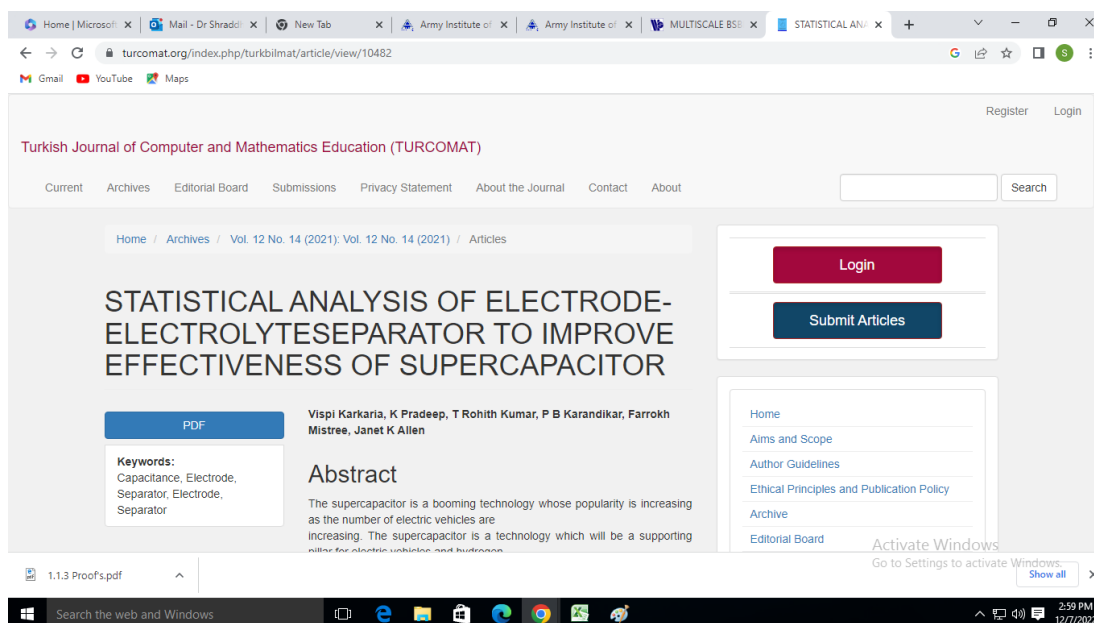 Home | Microsoft
Mail - Dr Shraddh
New Tab
Army Institute of
Army Institute of
MULTISCALE BSE
STATISTICAL ANA
turcomat.org/index.php/turkbilmat/article/view/10482
G
S
Gmail
YouTube
Maps
Register
Login
Turkish Journal of Computer and Mathematics Education (TURCOMAT)
Current
Archives
Editorial Board
Submissions
Privacy Statement
About the Journal
Contact
About
Search
Home / Archives / Vol. 12 No. 14 (2021): Vol. 12 No. 14 (2021) / Articles
STATISTICAL ANALYSIS OF ELECTRODE-
ELECTROLYTESEPARATOR TO IMPROVE
EFFECTIVENESS OF SUPERCAPACITOR
PDF
Keywords:
Capacitance, Electrode,
Separator, Electrode,
Separator
Vispi Karkaria, K Pradeep, T Rohith Kumar, P B Karandikar, Farrokh
Mistree, Janet K Allen
Abstract
The supercapacitor is a booming technology whose popularity is increasing
as the number of electric vehicles are
increasing. The supercapacitor is a technology which will be a supporting
pillar for electric vehicles and hydrogen
Login
Submit Articles
Home
Aims and Scope
Author Guidelines
Ethical Principles and Publication Policy
Archive
Editorial Board
Activate Windows
Go to Settings to activate Windows.
1.1.3 Proof's.pdf
Show all
Search the web and Windows
2:59 PM
12/7/202